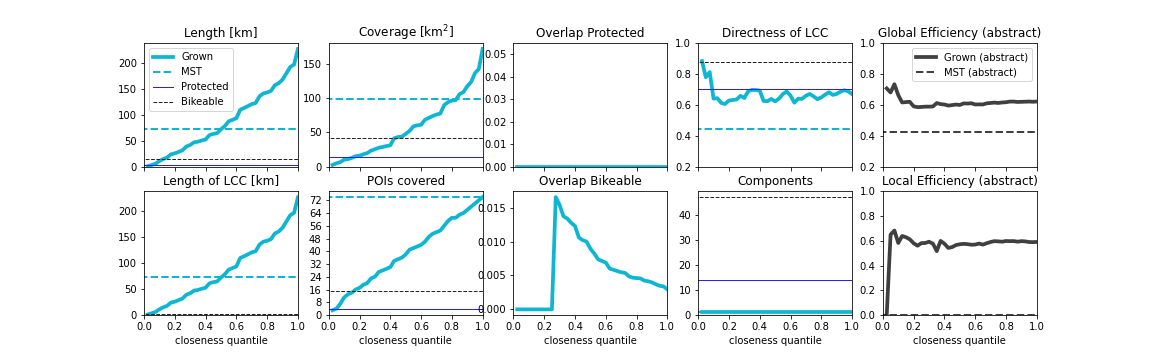 Length [km]
Coverage [km²]
Overlap Protected
Directness of LCC
Global Efficiency (abstract)
200
150
100
50
0
Grown
MST
Protected
Bikeable
150
100
50
0
0.05
0.04
0.03
0.02
0.01
0.00
1.0
0.8
0.6
0.4
0.2
1.0
0.8
0.6
0.4
0.2
Grown (abstract)
MST (abstract)
Length of LCC [km]
POIs covered
Overlap Bikeable
Components
Local Efficiency (abstract)
200
150
100
50
0
0.0 0.2 0.4 0.6 0.8 1.0
closeness quantile
72
64
56
48
40
32
24
16
8
0
0.0 0.2 0.4 0.6 0.8 1.0
closeness quantile
0.015
0.010
0.005
0.000
0.0 0.2 0.4 0.6 0.8 1.0
closeness quantile
40
30
20
10
0
0.0 0.2 0.4 0.6 0.8 1.0
closeness quantile
1.0
0.8
0.6
0.4
0.2
0.0
0.0 0.2 0.4 0.6 0.8 1.0
closeness quantile